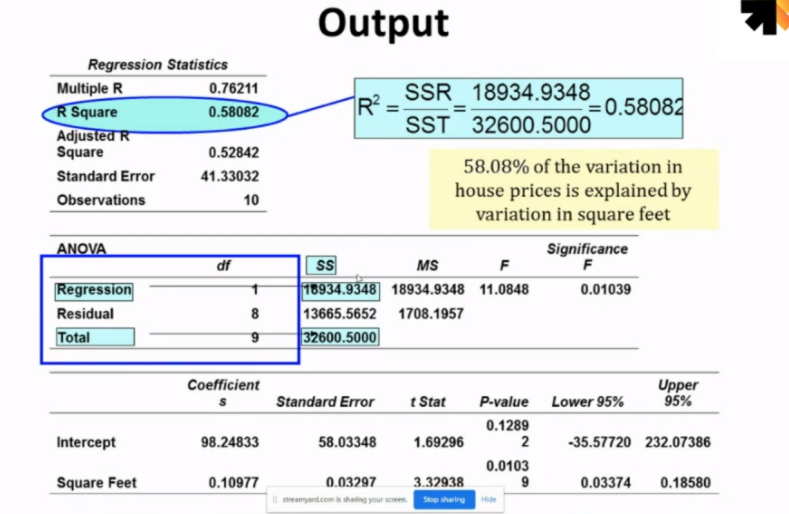 Output
Regression Statistics
Multiple R 0.76211
R Square 0.58082
Adjusted R
Square 0.52842
Standard Error 41.33032
Observations 10
R² = SSR/SST = 18934.9348/32600.5000 = 0.58082
58.08% of the variation in
house prices is explained by
variation in square feet
ANOVA
df SS MS F Significance F
Regression 1 18934.9348 18934.9348 11.0848 0.01039
Residual 8 13665.5652 1708.1957
Total 9 32600.5000
Coefficient
s Standard Error t Stat P-value Lower 95% Upper 95%
Intercept 98.24833 58.03348 1.69296 0.1289
2 -35.57720 232.07386
Square Feet 0.10977 0.03297 3.32938 0.0103
9 0.03374 0.18580
streamyard.com is sharing your screen. Stop sharing Hide